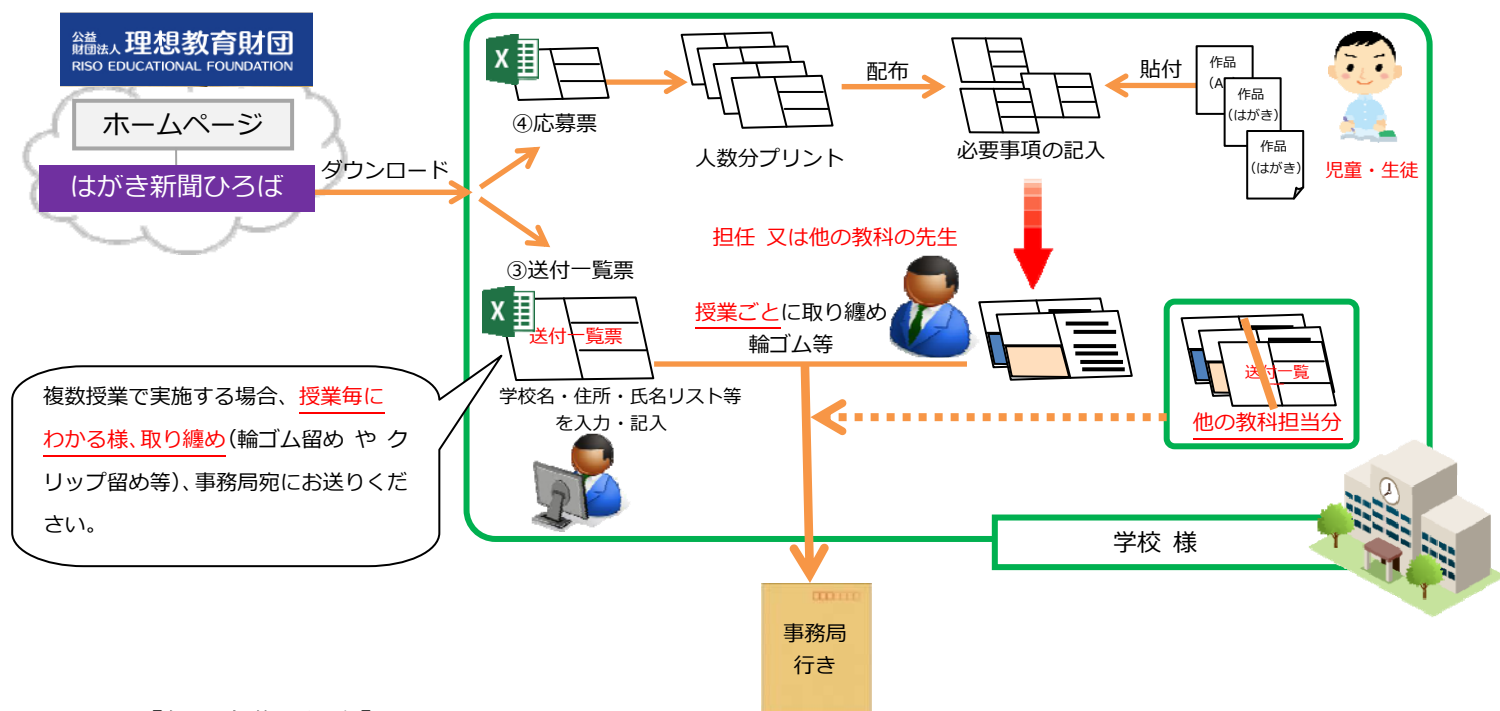 公益
財団法人 理想教育財団
RISO EDUCATIONAL FOUNDATION
ホームページ
はがき新聞ひろば
ダウンロード
X
④応募票
人数分プリント
配布
必要事項の記入
貼付
作品
(A
作品
(はがき)
作品
(はがき)
児童・生徒
担任 又は他の教科の先生
③送付一覧票
X
送付一覧票
学校名・住所・氏名リスト等
を入力・記入
授業ごとに取り纏め
輪ゴム等
送付一覧
他の教科担当分
複数授業で実施する場合、授業毎に
わかる様、取り纏め(輪ゴム留め や ク
リップ留め等)、事務局宛にお送りくだ
さい。
学校 様
事務局
行き